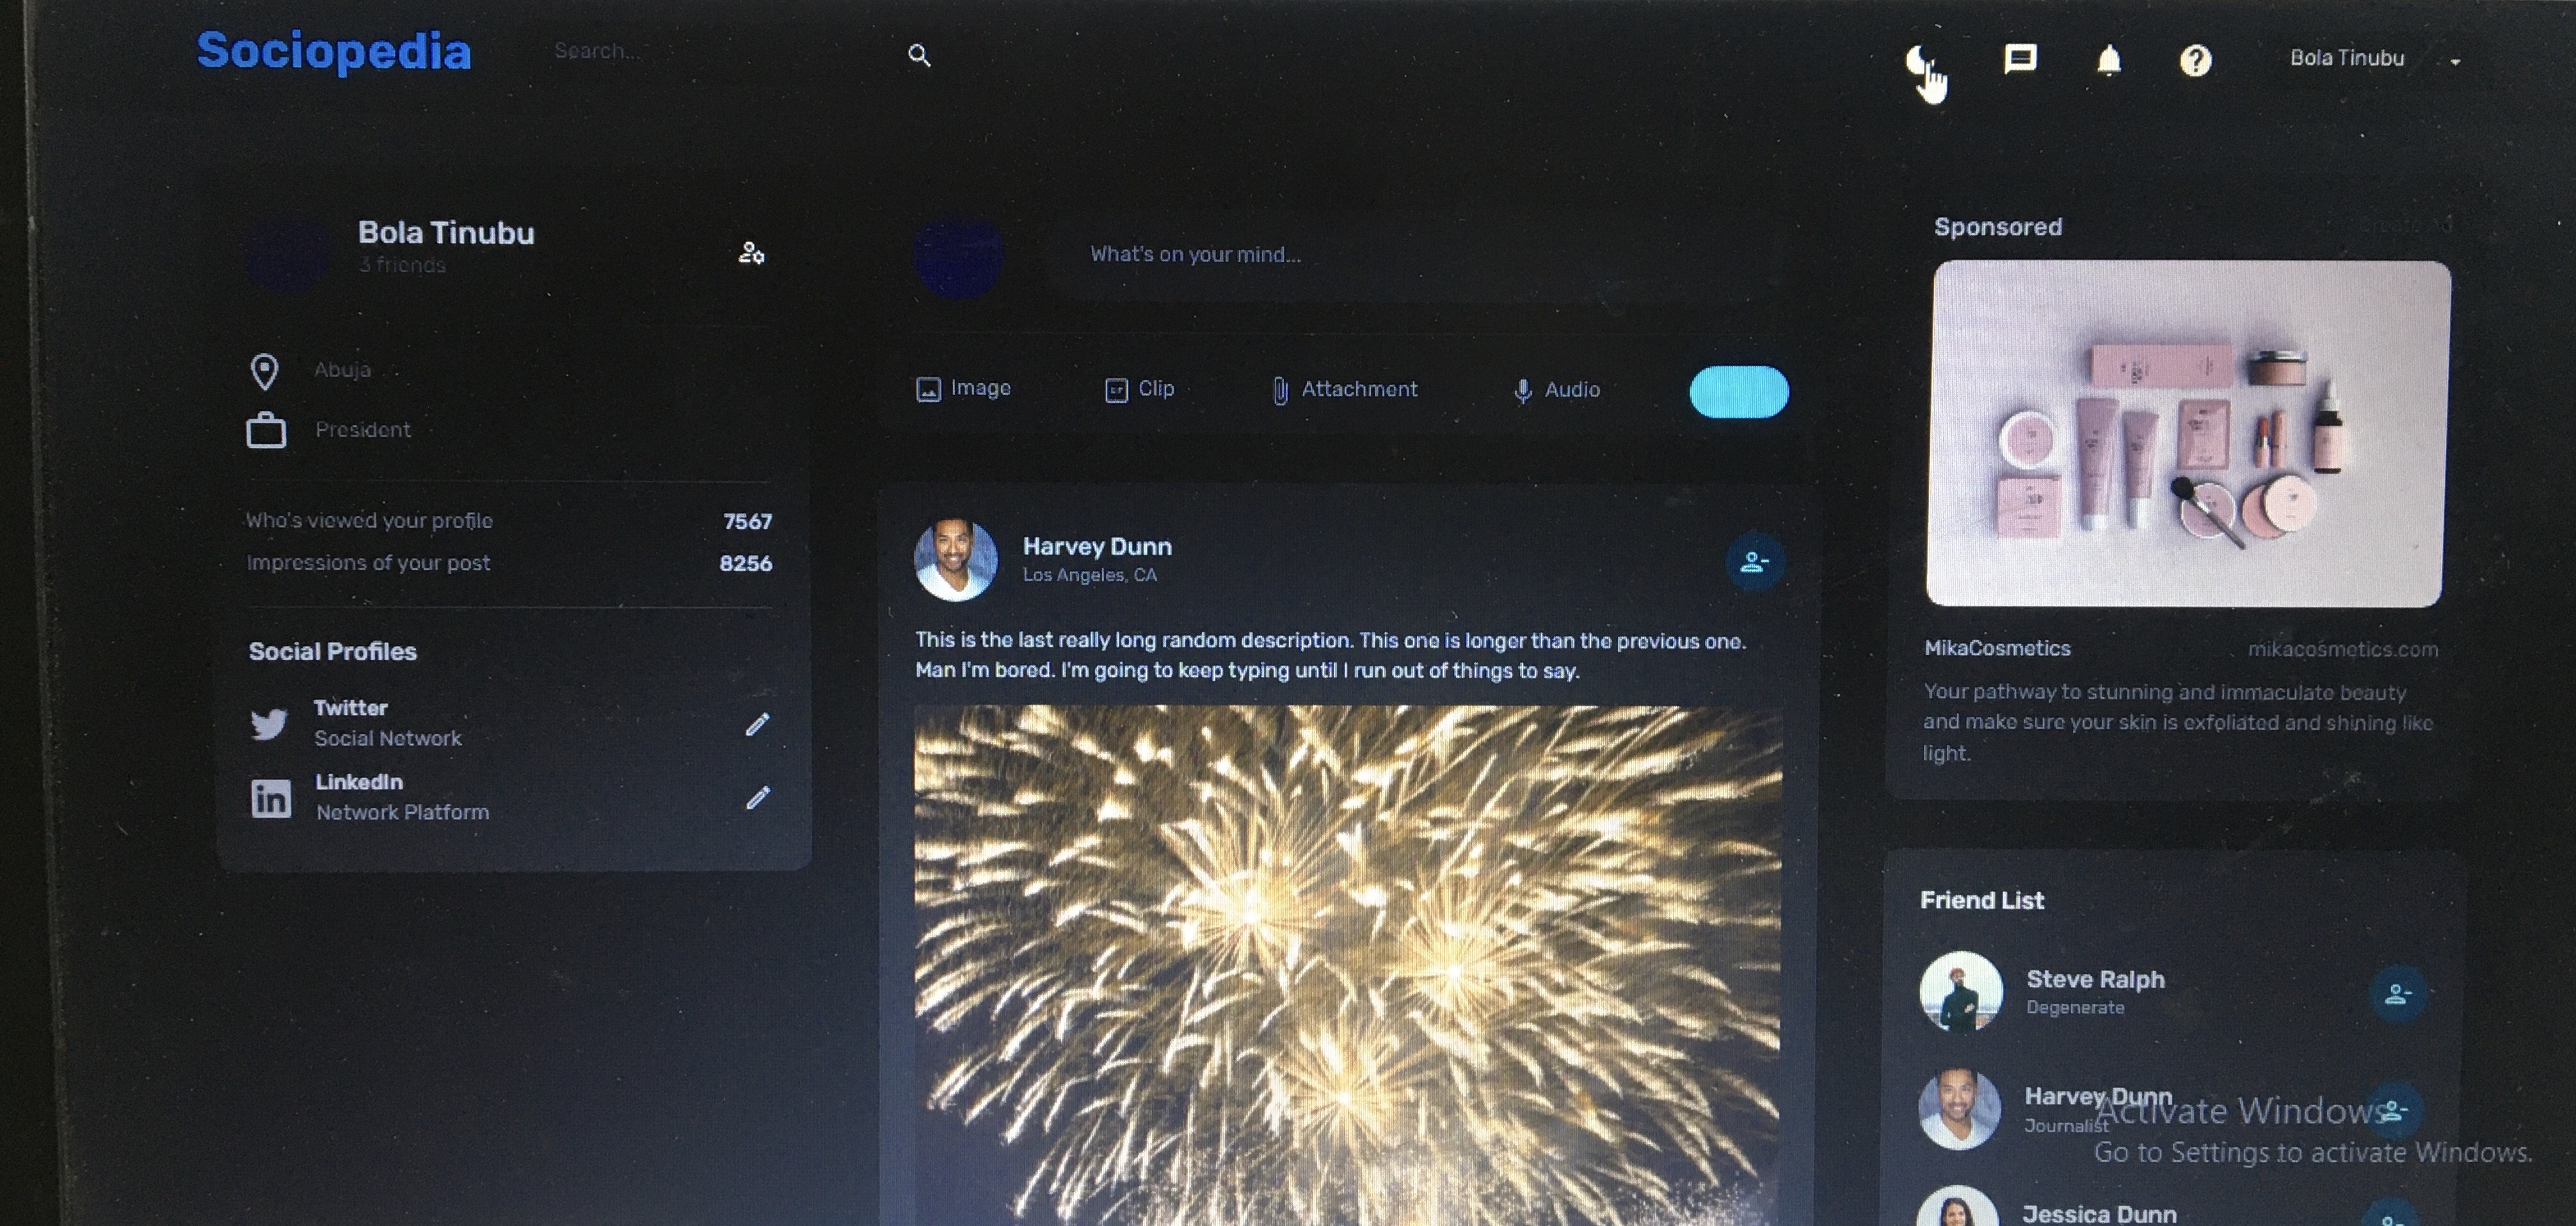 Sociopedia
Search...
Bola Tinubu
Bola Tinubu
3 friends
Abuja
President
Who's viewed your profile 7567
Impressions of your post 8256
Social Profiles
Twitter
Social Network
LinkedIn
Network Platform
What's on your mind...
Image Clip Attachment Audio
Harvey Dunn
Los Angeles, CA
This is the last really long random description. This one is longer than the previous one.
Man I'm bored. I'm going to keep typing until I run out of things to say.
Sponsored
MikaCosmetics mikacosmetics.com
Your pathway to stunning and immaculate beauty
and make sure your skin is exfoliated and shining like
light.
Friend List
Steve Ralph
Degenerate
Harvey Dunn
Journalist
Jessica Dunn
Activate Windows
Go to Settings to activate Windows.